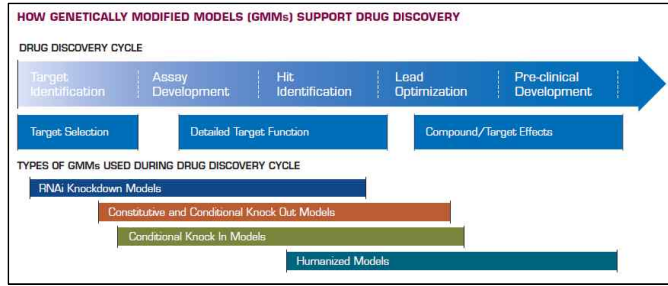 HOW GENETICALLY MODIFIED MODELS (GMMs) SUPPORT DRUG DISCOVERY
DRUG DISCOVERY CYCLE
Target Identification
Assay Development
Hit Identification
Lead Optimization
Pre-clinical Development
Target Selection
Detailed Target Function
Compound/Target Effects
TYPES OF GMMs USED DURING DRUG DISCOVERY CYCLE
RNAi Knockdown Models
Constitutive and Conditional Knock Out Models
Conditional Knock In Models
Humanized Models